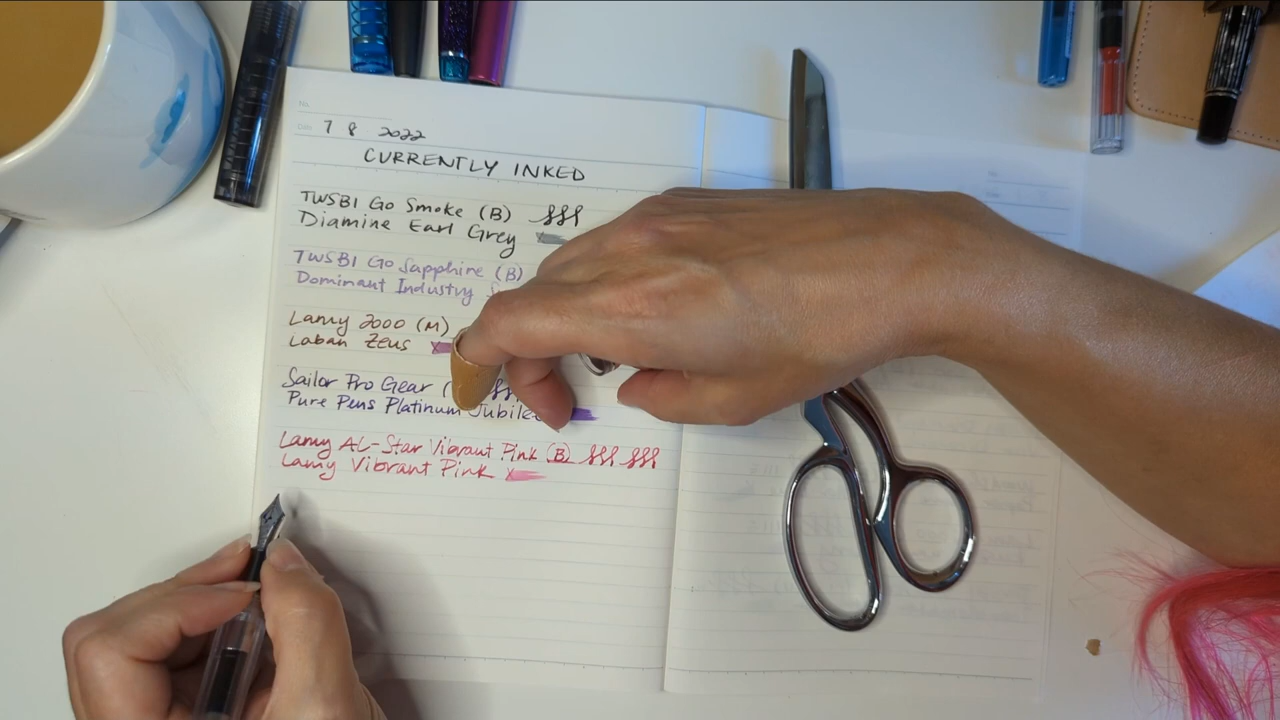 7 8 2022
CURRENTLY INKED
TWSBI Go Smoke (B)
Diamine Earl Grey
TWSBI Go Sapphire (B)
Dominant Industry
Lamy 2000 (M)
Laban Zeus
Sailor Pro Gear (
Pure Pens Platinum Jubilee
Lamy AL-Star Vibrant Pink (B)
Lamy Vibrant Pink